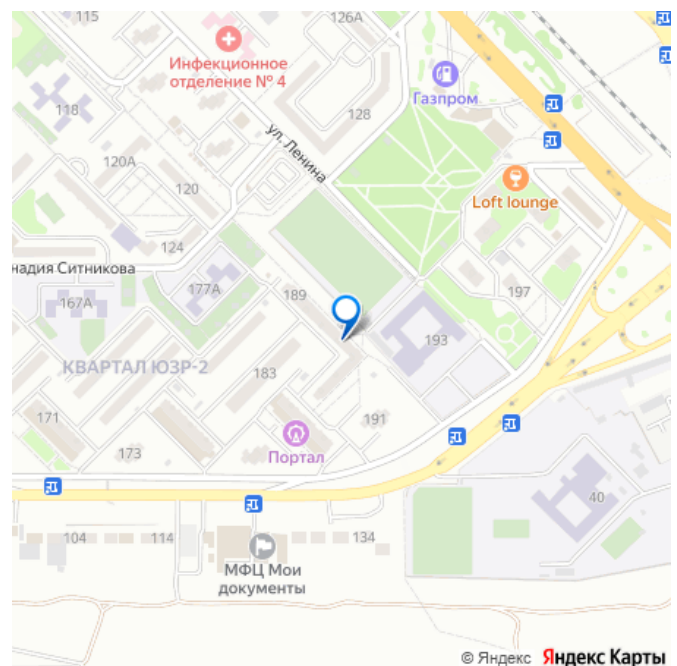 115
126А
Инфекционное
отделение № 4
Газпром
118
128
ул. Ленина
120А
120
Loft lounge
124
надия Ситникова
177А
167А
189
197
193
КВАРТАЛ ЮЗР-2
183
171
191
173
Портал
40
104
114
134
МФЦ Мои
документы
© Яндекс Яндекс Карты